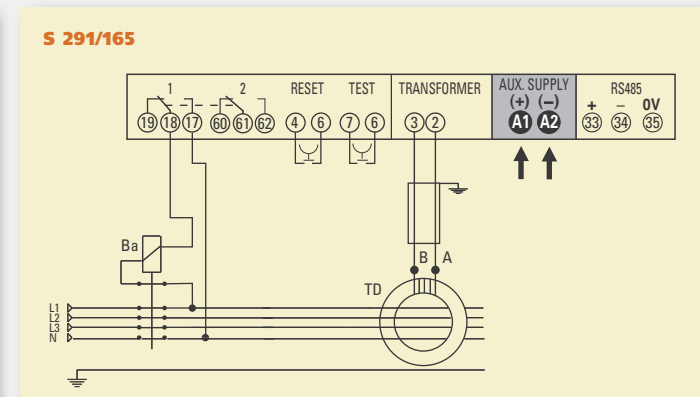 S 291/165
1 2 RESET TEST TRANSFORMER AUX. SUPPLY RS485
(+) (–) + – 0V
19 18 17 60 61 62 4 6 7 6 3 2 A1 A2 33 34 35
Ba
B A
TD
L1
L2
L3
N